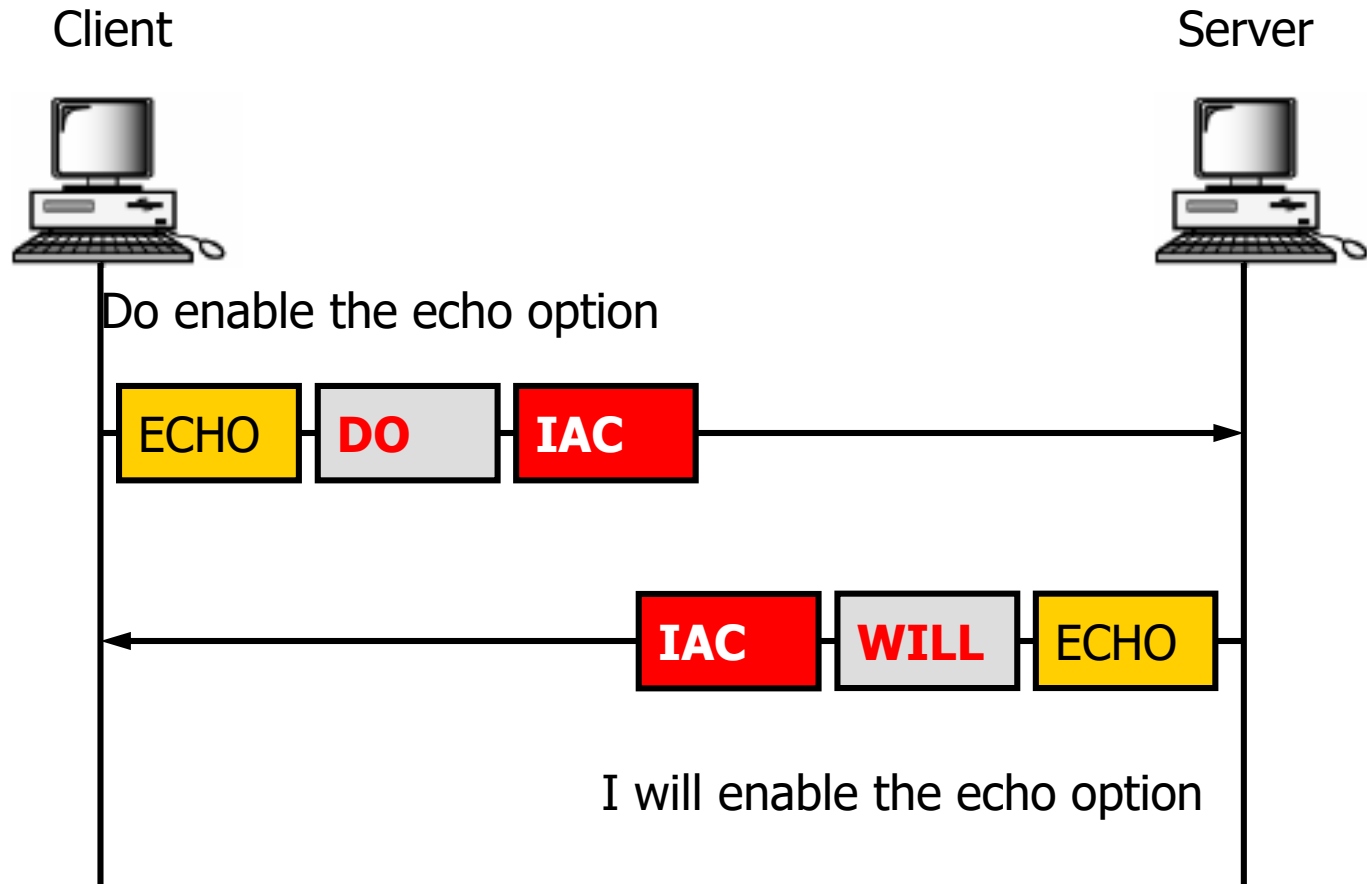 Client
Server
Do enable the echo option
ECHO DO IAC
IAC WILL ECHO
I will enable the echo option